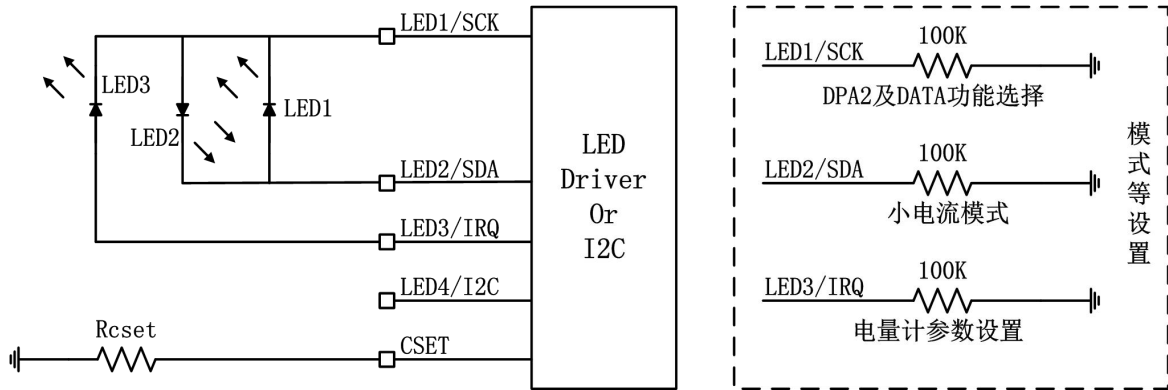 LED1/SCK
LED3
LED2
LED1
LED2/SDA
LED3/IRQ
LED4/I2C
Rcset
CSET
LED
Driver
Or
I2C
LED1/SCK
100K
DPA2及DATA功能选择
LED2/SDA
100K
小电流模式
LED3/IRQ
100K
电量计参数设置
模式等设置